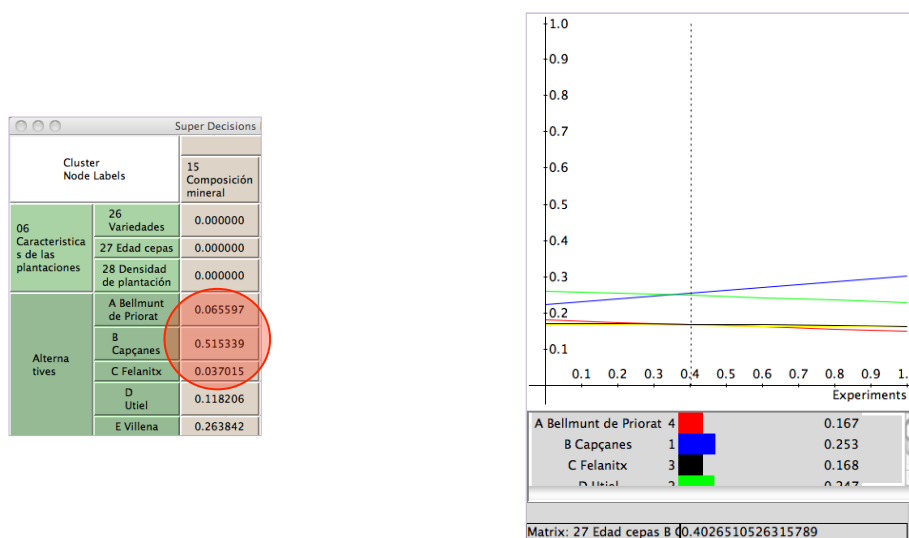 Super Decisions
Cluster
Node Labels
15
Composición
mineral
06
Caracteristica
s de las
plantaciones
26
Variedades
0.000000
27 Edad cepas
0.000000
28 Densidad
de plantación
0.000000
Alterna
tives
A Bellmunt
de Priorat
0.065597
B
Capçanes
0.515339
C Felanitx
0.037015
D
Utiel
0.118206
E Villena
0.263842
1.0
0.9
0.8
0.7
0.6
0.5
0.4
0.3
0.2
0.1
0.1 0.2 0.3 0.4 0.5 0.6 0.7 0.8 0.9 1.
Experiments
A Bellmunt de Priorat 4 0.167
B Capçanes 1 0.253
C Felanitx 3 0.168
D Utiel 2 0.247
Matrix: 27 Edad cepas B 0.4026510526315789